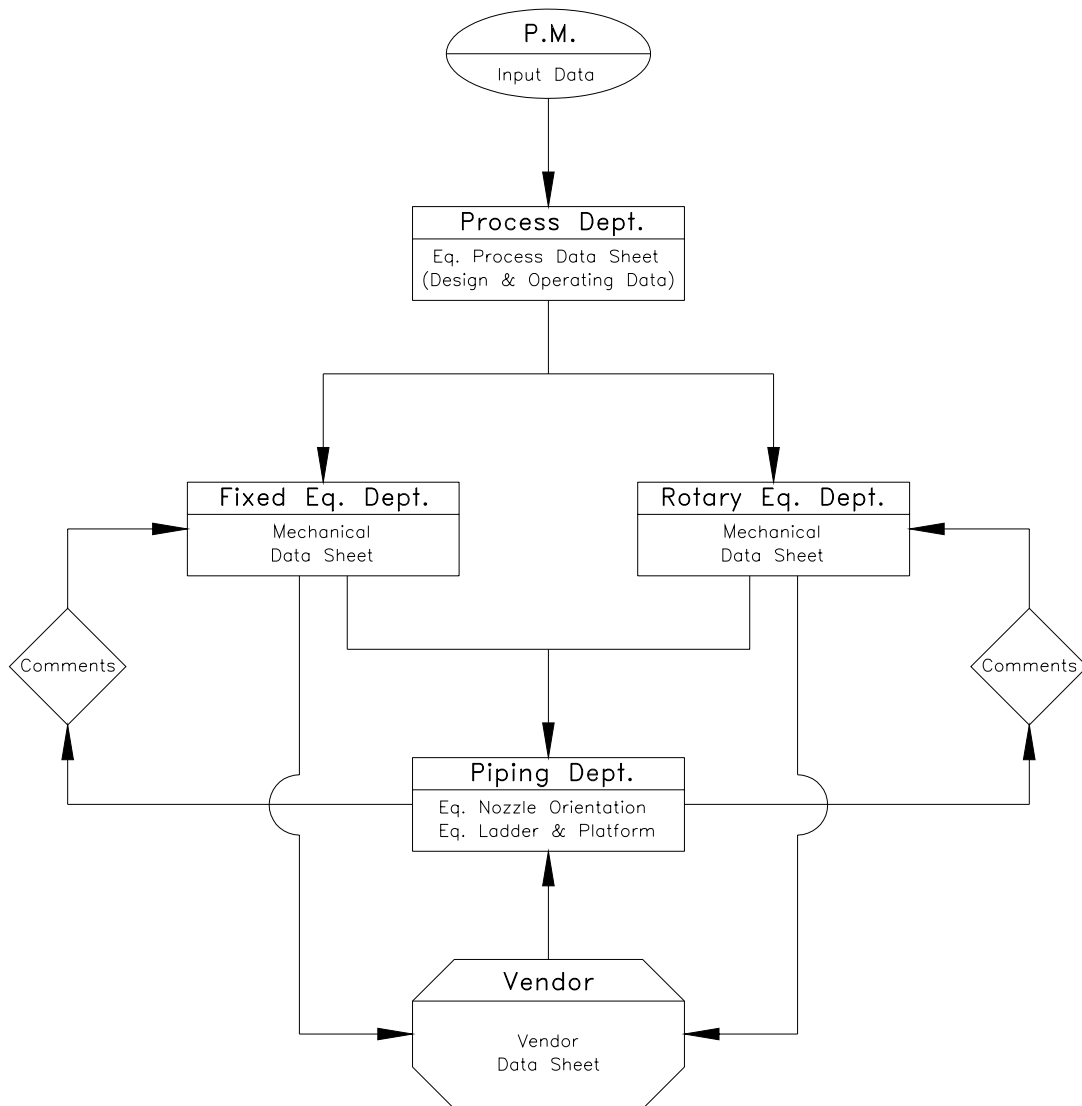 P.M.
Input Data
Process Dept.
Eq. Process Data Sheet
(Design & Operating Data)
Fixed Eq. Dept.
Mechanical
Data Sheet
Rotary Eq. Dept.
Mechanical
Data Sheet
Comments
Comments
Piping Dept.
Eq. Nozzle Orientation
Eq. Ladder & Platform
Vendor
Vendor
Data Sheet